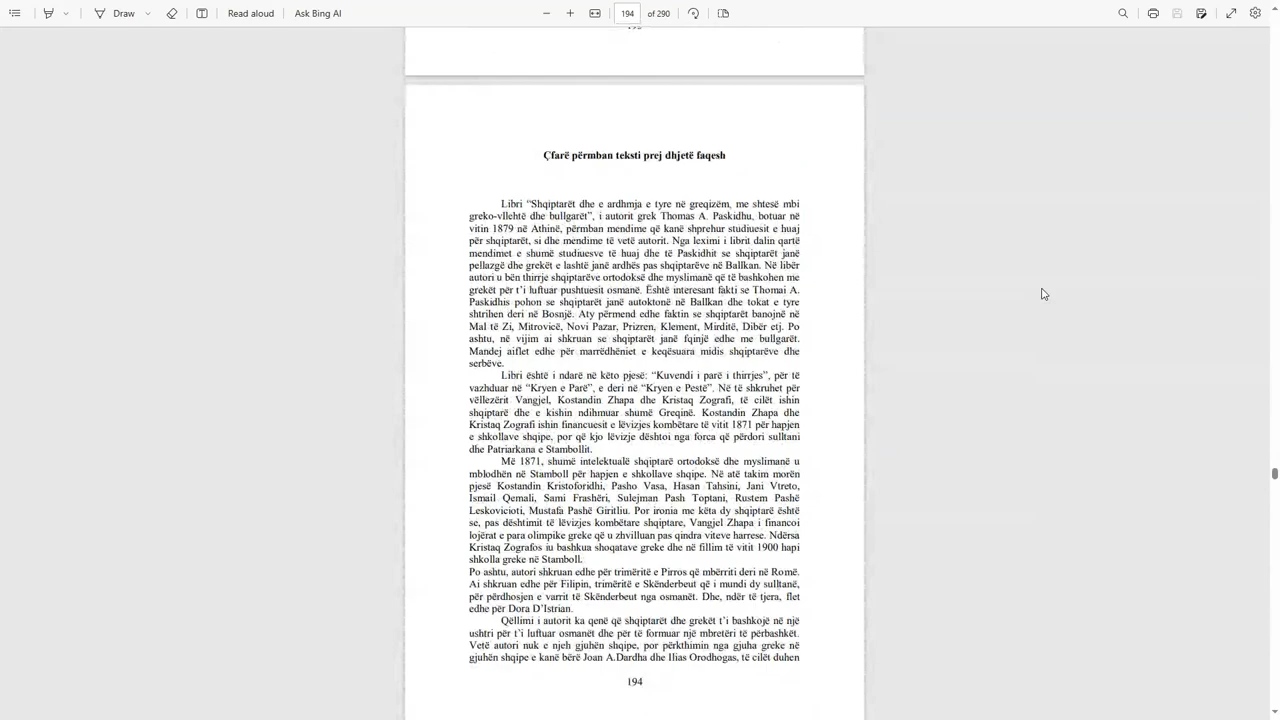 Draw
Read aloud
Ask Bing AI
194
of 290
Çfarë përmban teksti prej dhjetë faqesh
Libri “Shqiptarët dhe e ardhmja e tyre në greqizëm, me shtesë mbi
greko-vllehtë dhe bullgarët”, i autorit grek Thomas A. Paskidhu, botuar në
vitin 1879 në Athinë, përmban mendime që kanë shprehur studiuesit e huaj
për shqiptarët, si dhe mendime të vetë autorit. Nga leximi i librit dalin qartë
mendimet e shumë studiuesve të huaj dhe të Paskidhit se shqiptarët janë
pellazgë dhe grekët e lashtë janë ardhës pas shqiptarëve në Ballkan. Në libër
autori u bën thirrje shqiptarëve ortodoksë dhe myslimanë që të bashkohen me
grekët për t’i luftuar pushtuesit osmanë. Është interesant fakti se Thomai A.
Paskidhis pohon se shqiptarët janë autoktonë në Ballkan dhe tokat e tyre
shtrihen deri në Bosnjë. Aty përmend edhe faktin se shqiptarët banojnë në
Mal të Zi, Mitrovicë, Novi Pazar, Prizren, Klement, Mirditë, Dibër etj. Po
ashtu, në vijim ai shkruan se shqiptarët janë fqinjë edhe me bullgarët.
Mandej aiflet edhe për marrëdhëniet e keqësuara midis shqiptarëve dhe
serbëve.
Libri është i ndarë në këto pjesë: “Kuvendi i parë i thirrjes”, për të
vazhduar në “Kryen e Parë”, e deri në “Kryen e Pestë”. Në të shkruhet për
vëllezërit Vangjel, Kostandin Zhapa dhe Kristaq Zografi, të cilët ishin
shqiptarë dhe e kishin ndihmuar shumë Greqinë. Kostandin Zhapa dhe
Kristaq Zografi ishin financuesit e lëvizjes kombëtare të vitit 1871 për hapjen
e shkollave shqipe, por që kjo lëvizje dështoi nga forca që përdori sulltani
dhe Patriarkana e Stambollit.
Më 1871, shumë intelektualë shqiptarë ortodoksë dhe myslimanë u
mblodhën në Stamboll për hapjen e shkollave shqipe. Në atë takim morën
pjesë Kostandin Kristoforidhi, Pasho Vasa, Hasan Tahsini, Jani Vtreto,
Ismail Qemali, Sami Frashëri, Sulejman Pash Toptani, Rustem Pashë
Leskovicioti, Mustafa Pashë Giritliu. Por ironia me këta dy shqiptarë është
se, pas dështimit të lëvizjes kombëtare shqiptare, Vangjel Zhapa i financoi
lojërat e para olimpike greke që u zhvilluan pas qindra viteve harrese. Ndërsa
Kristaq Zografos iu bashkua shoqatave greke dhe në fillim të vitit 1900 hapi
shkolla greke në Stamboll.
Po ashtu, autori shkruan edhe për trimëritë e Pirros që mbërriti deri në Romë.
Ai shkruan edhe për Filipin, trimëritë e Skënderbeut që i mundi dy sulltanë,
për përdhosjen e varrit të Skënderbeut nga osmanët. Dhe, ndër të tjera, flet
edhe për Dora D’Istrian.
Qëllimi i autorit ka qenë që shqiptarët dhe grekët t’i bashkojë në një
ushtri për t’i luftuar osmanët dhe për të formuar një mbretëri të përbashkët.
Vetë autori nuk e njeh gjuhën shqipe, por përkthimin nga gjuha greke në
gjuhën shqipe e kanë bërë Joan A.Dardha dhe Ilias Orodhogas, të cilët duhen
194